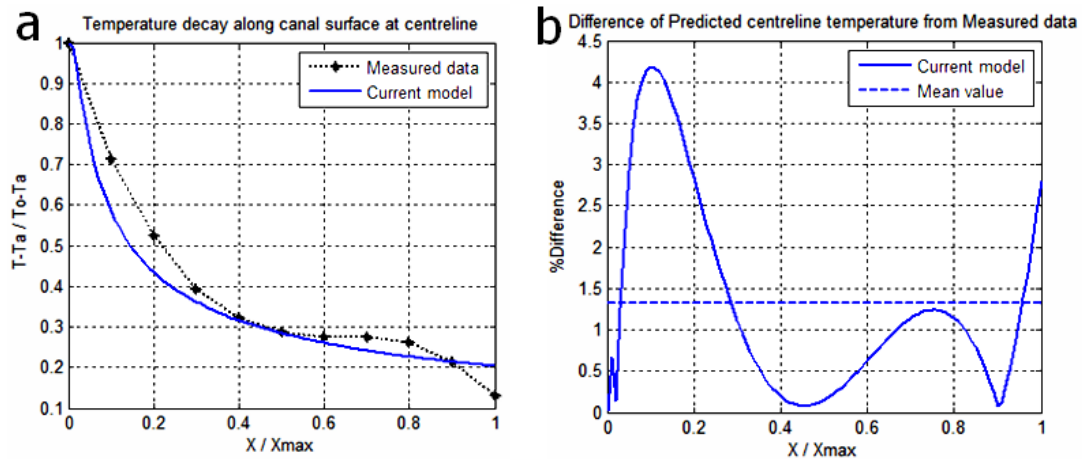 a
Temperature decay along canal surface at centreline
Measured data
Current model
1
0.9
0.8
0.7
0.6
0.5
0.4
0.3
0.2
0.1
T-Ta / To-Ta
0 0.2 0.4 0.6 0.8 1
X / Xmax
b
Difference of Predicted centreline temperature from Measured data
Current model
Mean value
4.5
4
3.5
3
2.5
2
1.5
1
0.5
0
%Difference
0 0.2 0.4 0.6 0.8 1
X / Xmax